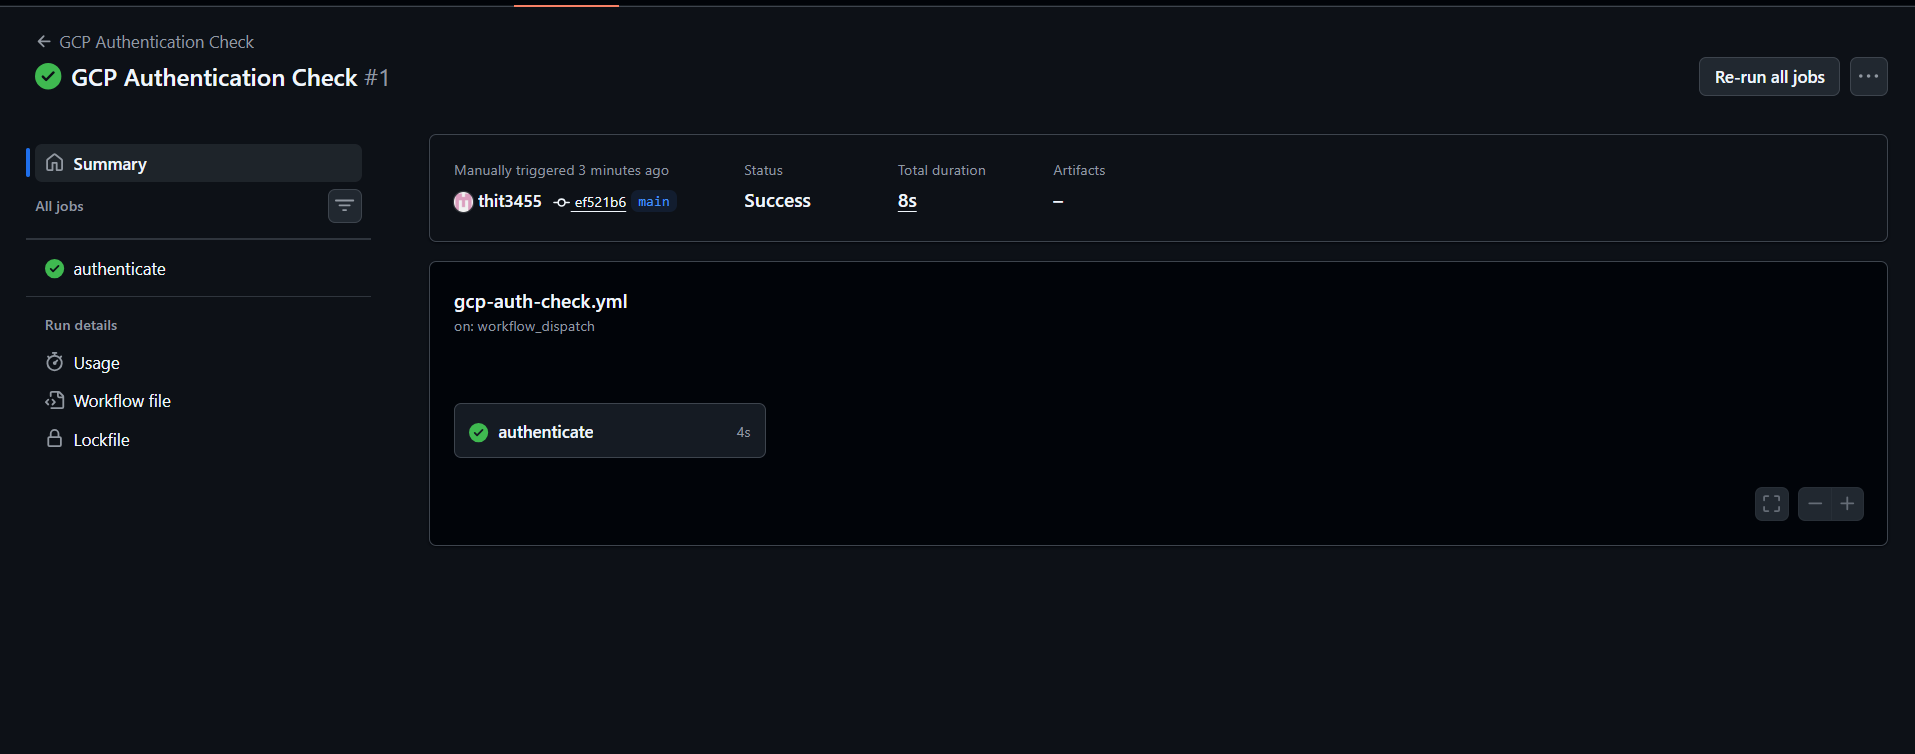 GCP Authentication Check
GCP Authentication Check #1
Re-run all jobs
Summary
All jobs
authenticate
Run details
Usage
Workflow file
Lockfile
Manually triggered 3 minutes ago
thit3455 ef521b6 main
Status
Success
Total duration
8s
Artifacts
–
gcp-auth-check.yml
on: workflow_dispatch
authenticate 4s